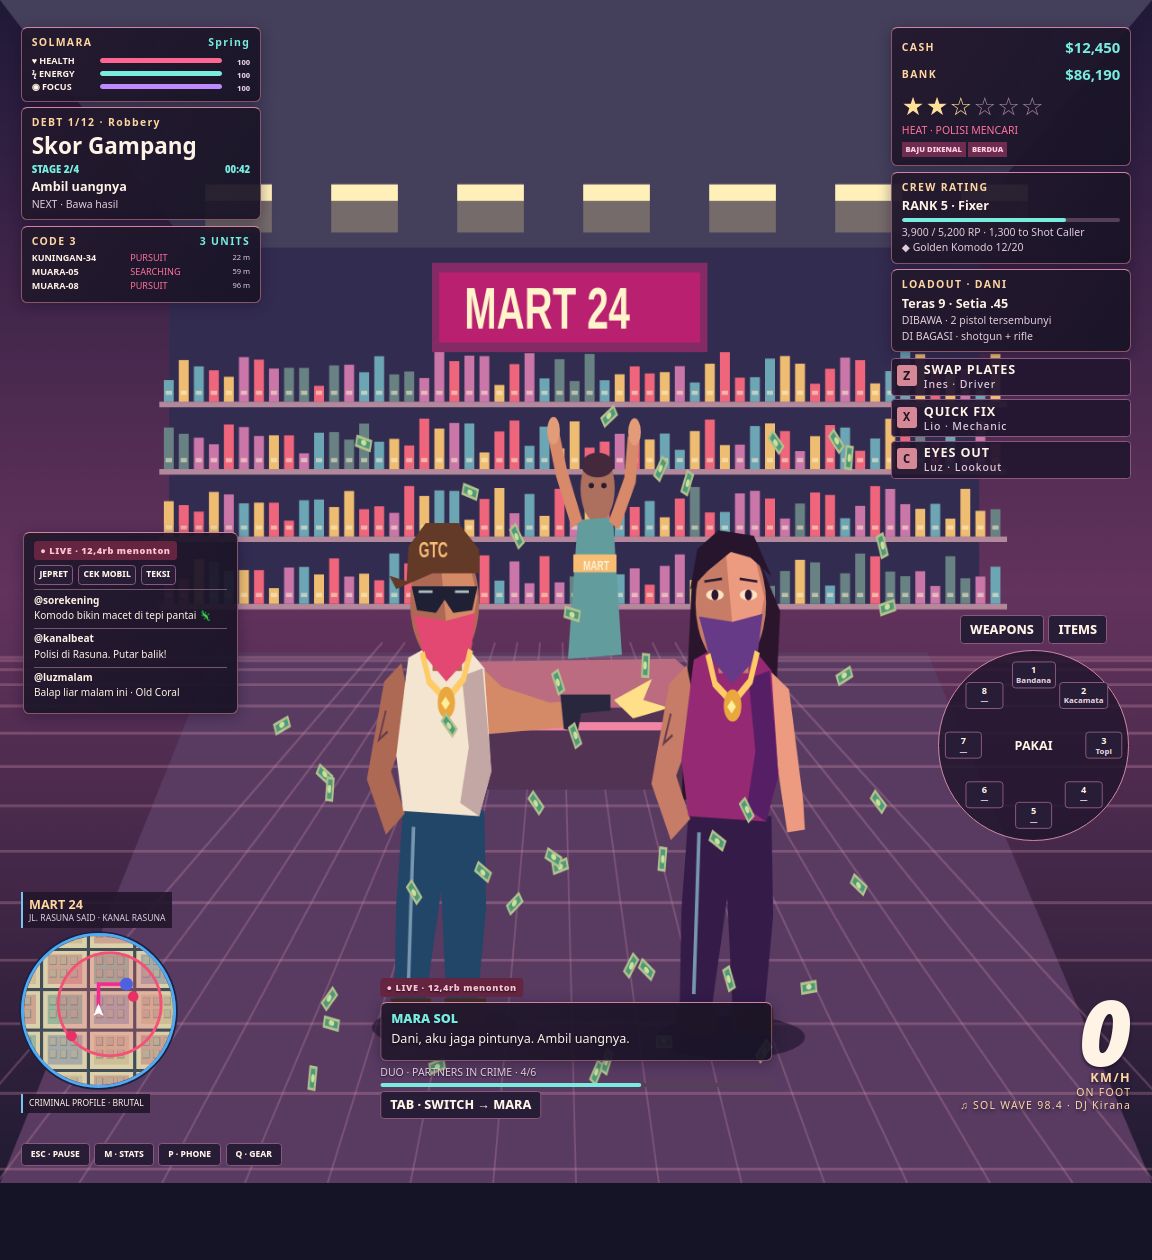 SOLMARA Spring
♥ HEALTH 100
ϟ ENERGY 100
◉ FOCUS 100
DEBT 1/12 · Robbery
Skor Gampang
STAGE 2/4 00:42
Ambil uangnya
NEXT · Bawa hasil
CODE 3 3 UNITS
KUNINGAN-34 PURSUIT 22 m
MUARA-05 SEARCHING 59 m
MUARA-08 PURSUIT 96 m
CASH $12,450
BANK $86,190
★★☆☆☆☆
HEAT · POLISI MENCARI
BAJU DIKENAL BERDUA
CREW RATING
RANK 5 · Fixer
3,900 / 5,200 RP · 1,300 to Shot Caller
◆ Golden Komodo 12/20
LOADOUT · DANI
Teras 9 · Setia .45
DIBAWA · 2 pistol tersembunyi
DI BAGASI · shotgun + rifle
Z SWAP PLATES
Ines · Driver
X QUICK FIX
Lio · Mechanic
C EYES OUT
Luz · Lookout
MART 24
GTC
MART
● LIVE · 12,4rb menonton
JEPRET CEK MOBIL TEKSI
@sorekening
Komodo bikin macet di tepi pantai 🦎
@kanalbeat
Polisi di Rasuna. Putar balik!
@luzmalam
Balap liar malam ini · Old Coral
WEAPONS ITEMS
1
Bandana
2
Kacamata
3
Topi
4
—
5
—
6
—
7
—
8
—
PAKAI
MART 24
JL. RASUNA SAID · KANAL RASUNA
CRIMINAL PROFILE · BRUTAL
● LIVE · 12,4rb menonton
MARA SOL
Dani, aku jaga pintunya. Ambil uangnya.
DUO · PARTNERS IN CRIME · 4/6
TAB · SWITCH → MARA
0
KM/H
ON FOOT
♫ SOL WAVE 98.4 · DJ Kirana
ESC · PAUSE M · STATS P · PHONE Q · GEAR